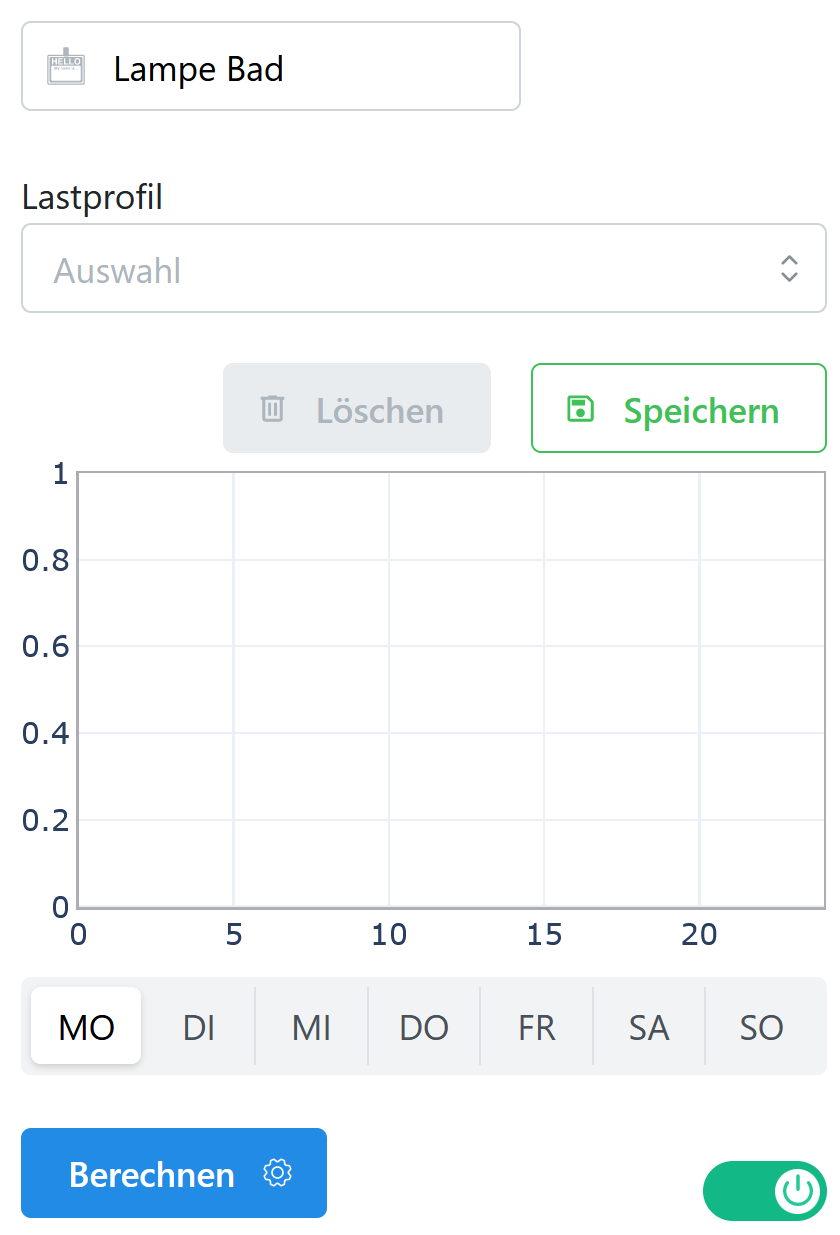 HELLO
Lampe Bad
Lastprofil
Auswahl
Löschen
Speichern
1
0.8
0.6
0.4
0.2
0
0 5 10 15 20
MO DI MI DO FR SA SO
Berechnen